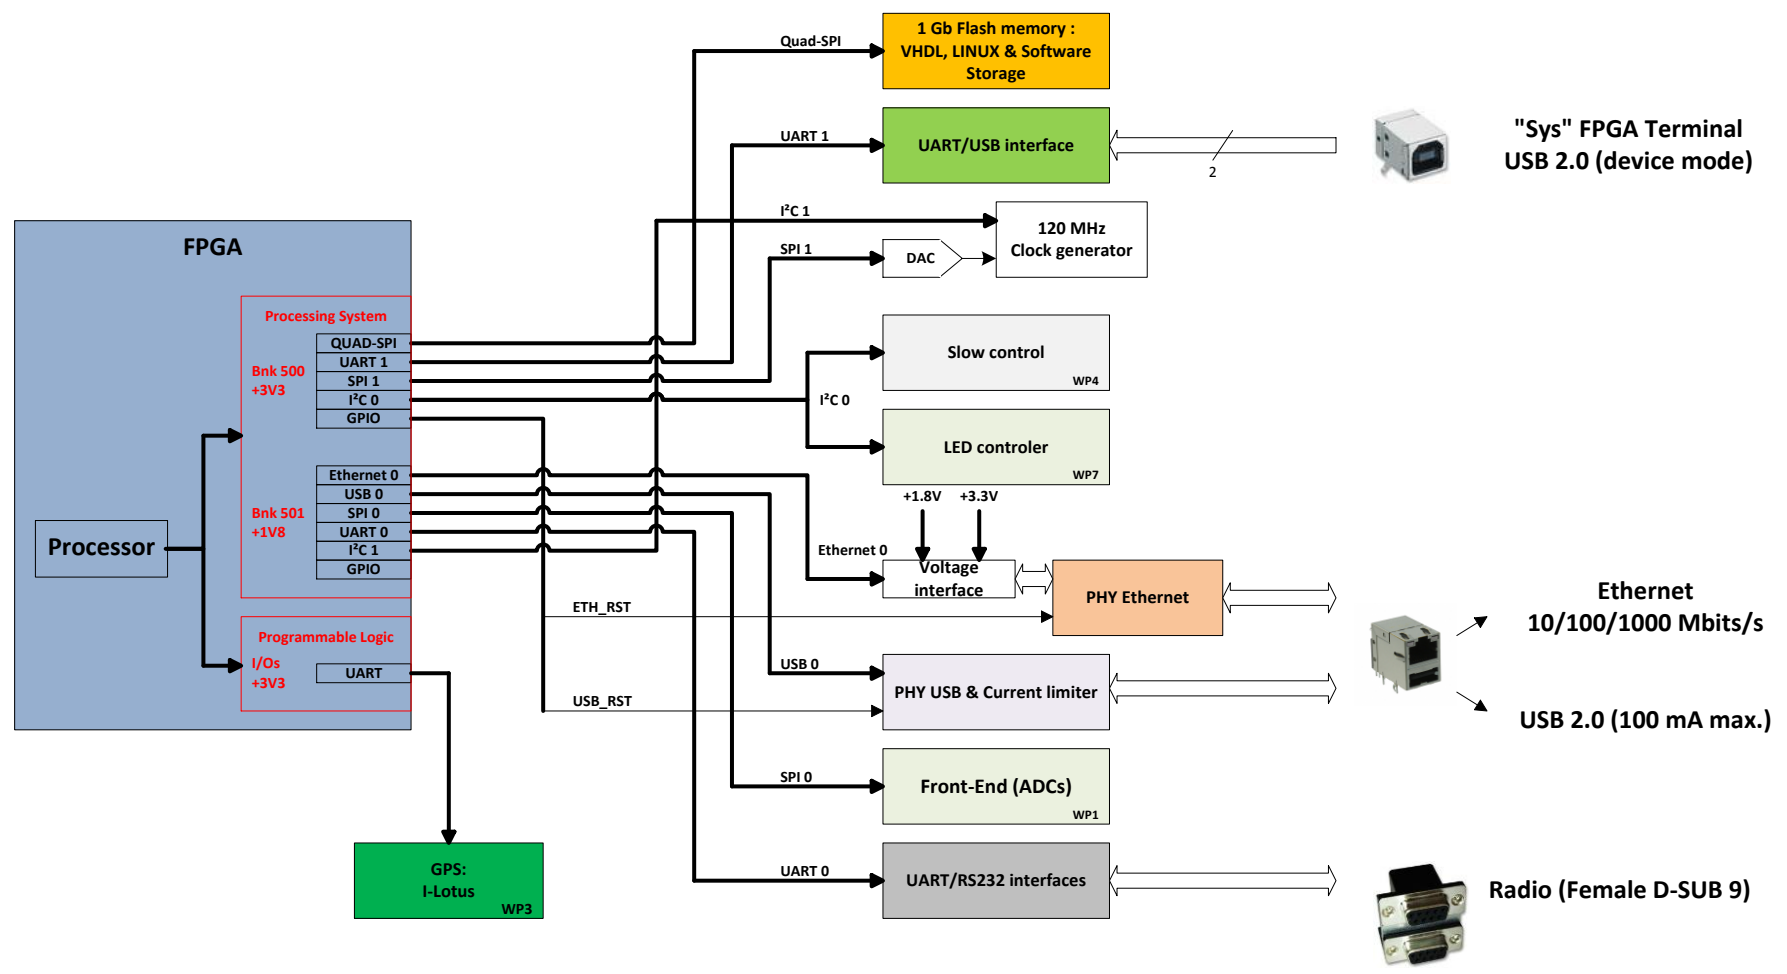 Quad-SPI
1 Gb Flash memory :
VHDL, LINUX & Software
Storage
UART 1
UART/USB interface
2
"Sys" FPGA Terminal
USB 2.0 (device mode)
I²C 1
120 MHz
Clock generator
SPI 1
DAC
FPGA
Processing System
QUAD-SPI
UART 1
SPI 1
I²C 0
GPIO
Bnk 500
+3V3
Slow control
WP4
I²C 0
LED controler
WP7
Ethernet 0
USB 0
SPI 0
UART 0
I²C 1
GPIO
Bnk 501
+1V8
Processor
+1.8V
+3.3V
Ethernet 0
Voltage
interface
PHY Ethernet
ETH_RST
Ethernet
10/100/1000 Mbits/s
Programmable Logic
I/Os
+3V3
UART
USB 0
PHY USB & Current limiter
USB_RST
USB 2.0 (100 mA max.)
SPI 0
Front-End (ADCs)
WP1
GPS:
I-Lotus
WP3
UART 0
UART/RS232 interfaces
Radio (Female D-SUB 9)